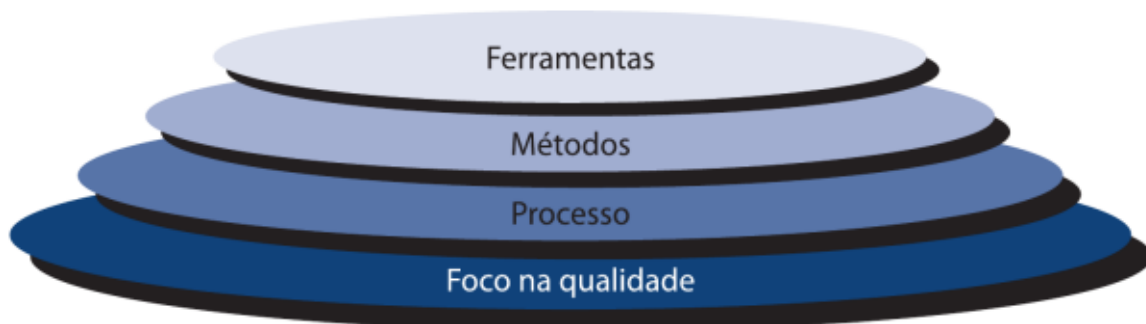 Ferramentas
Métodos
Processo
Foco na qualidade